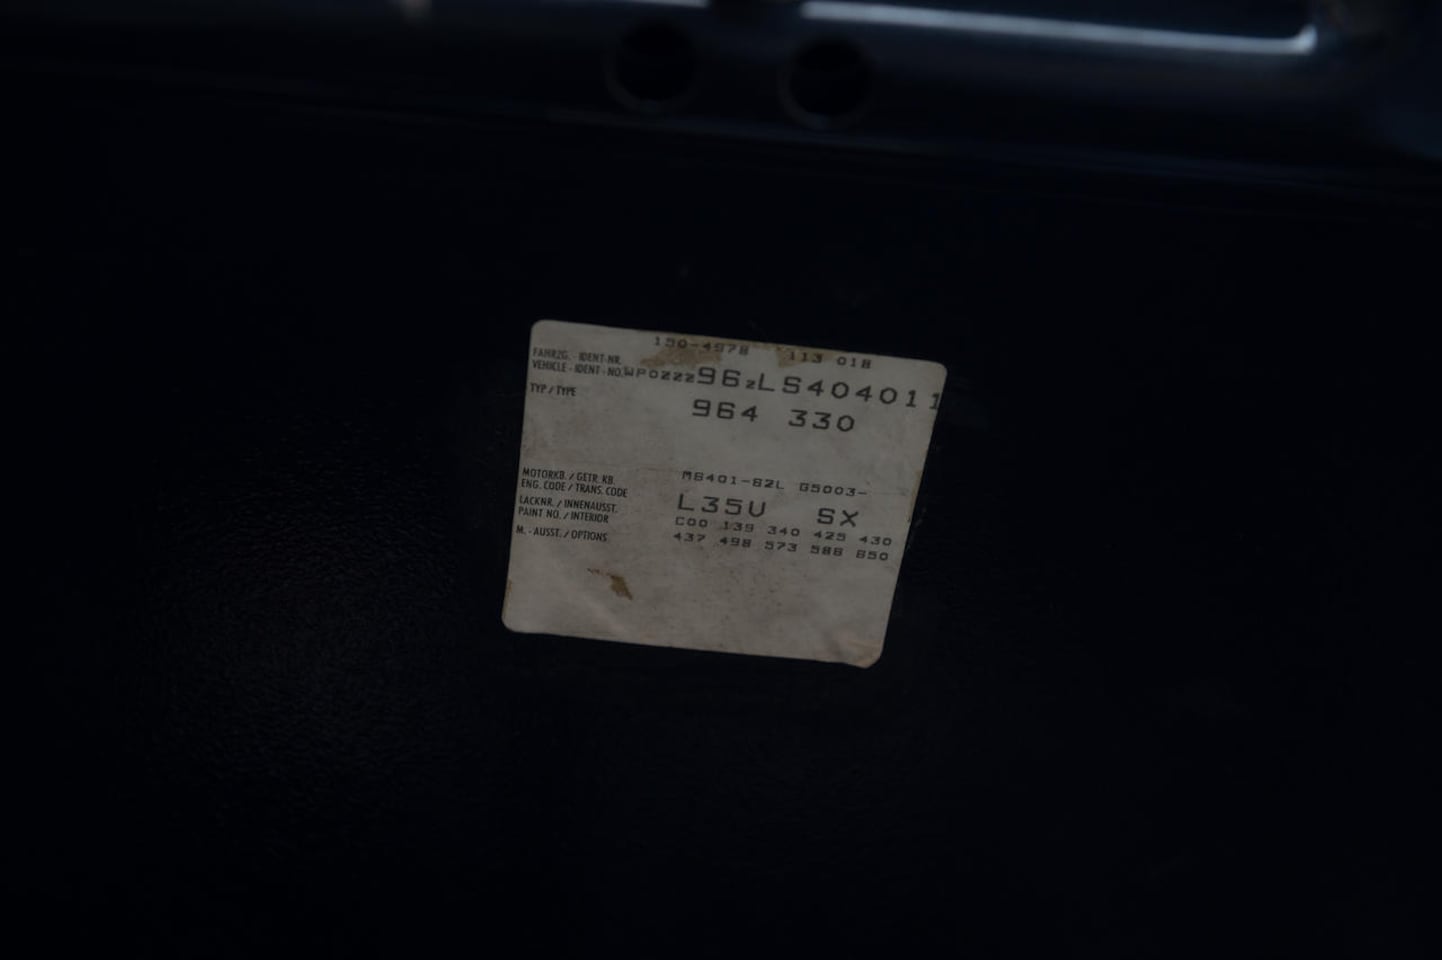 150-4978 113 018
FAHRZG. - IDENT-NR.
VEHICLE - IDENT - NO. WP0ZZZ96ZLS404011
TYP / TYPE 964 330
MOTORKB. / GETR. KB.
ENG. CODE / TRANS. CODE M6401-62L G5003-
LACKNR. / INNENAUSST.
PAINT NO. / INTERIOR L35U SX
M. - AUSST. / OPTIONS C00 139 340 425 430
437 498 573 586 650